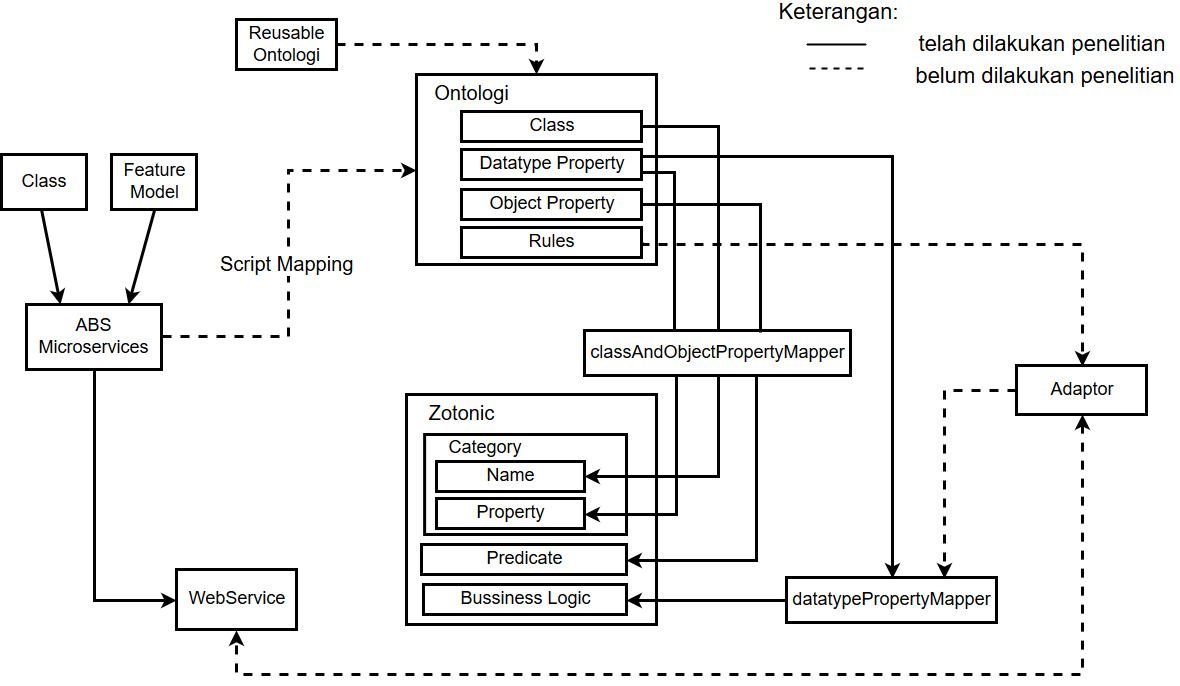 Keterangan:
telah dilakukan penelitian
belum dilakukan penelitian
Reusable
Ontologi
Ontologi
Class
Datatype Property
Object Property
Rules
Class
Feature
Model
Script Mapping
ABS
Microservices
classAndObjectPropertyMapper
Adaptor
Zotonic
Category
Name
Property
Predicate
Bussiness Logic
WebService
datatypePropertyMapper